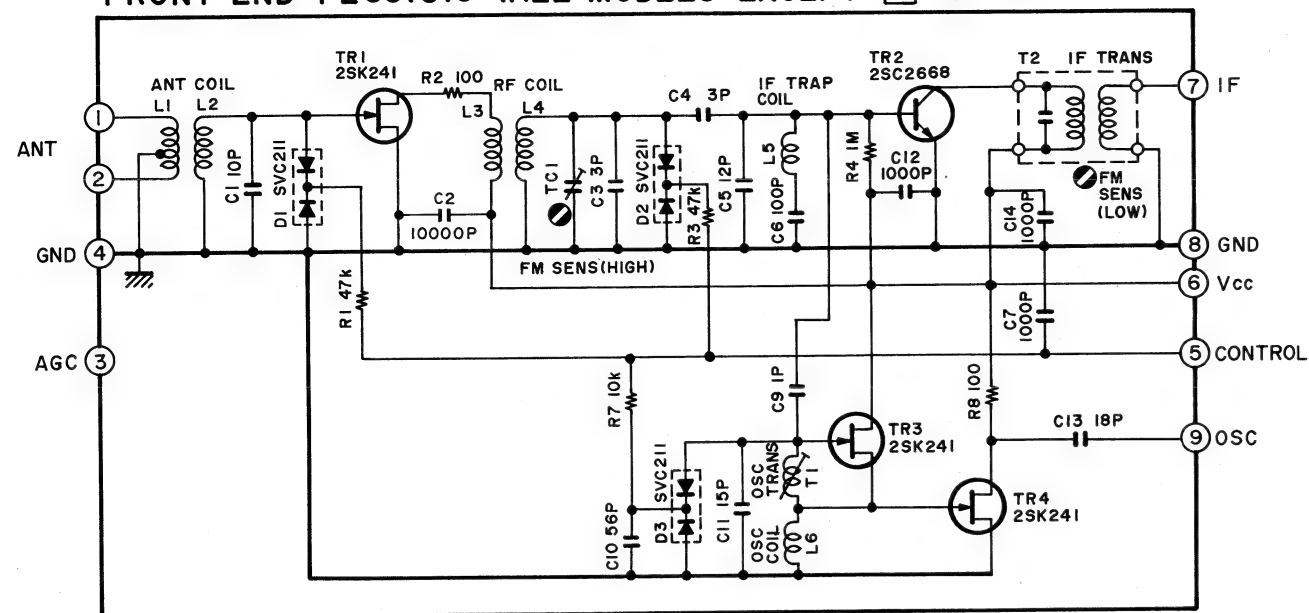 TR1
2SK241
TR2
2SC2668
T2 IF TRANS
ANT COIL
L1 L2
R2 100
RF COIL
L3 L4
C4 3P
IF TRAP
COIL
1
7 IF
ANT
2
C1 10P
D1 SVC211
C2
10000P
TC1
C3 3P
D2 SVC211
R3 47k
C5 12P
L5
C6 100P
R4 1M
C12
1000P
FM
SENS
(LOW)
C14
1000P
GND 4
8 GND
FM SENS(HIGH)
6 Vcc
R1 47k
C7
1000P
AGC 3
5 CONTROL
R7 10k
C9 1P
R8 100
C13 18P
9 OSC
TR3
2SK241
D3 SVC211
C10 56P
C11 15P
OSC
TRANS
T1
OSC
COIL
L6
TR4
2SK241